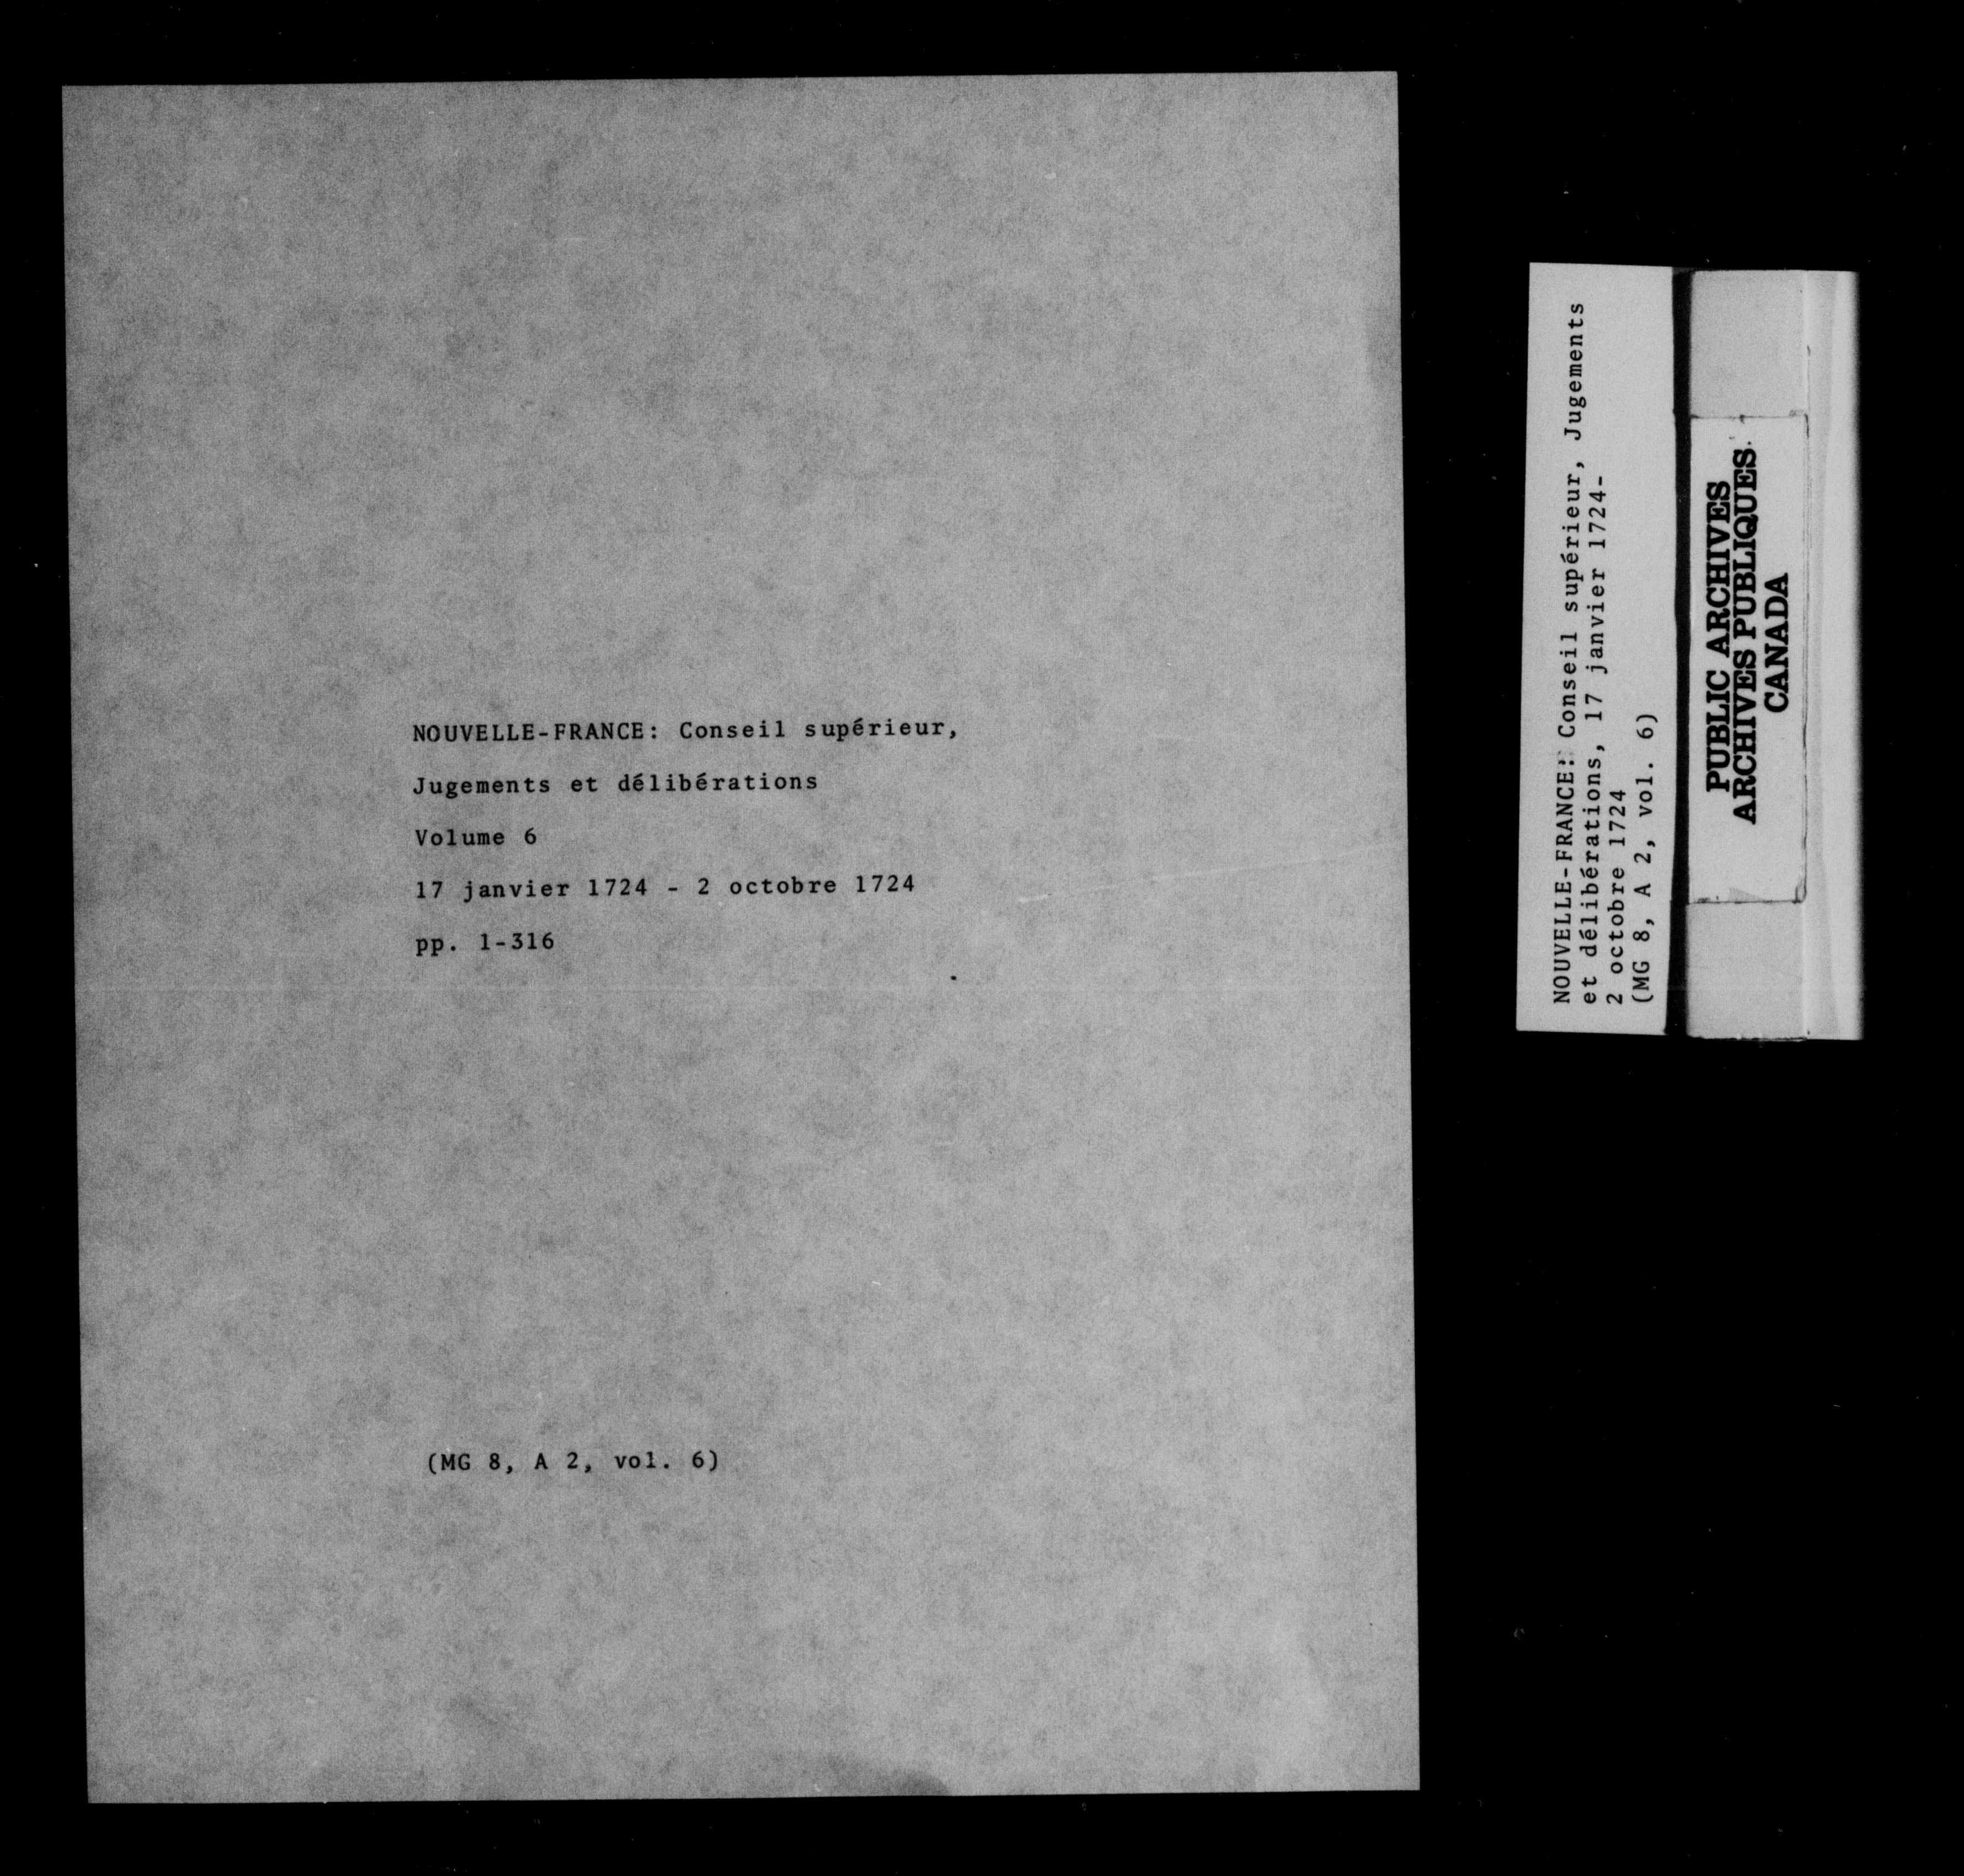 NOUVELLE-FRANCE: Conseil supérieur,
Jugements et délibérations
Volume 6
17 janvier 1724 - 2 octobre 1724
pp. 1-316
(MG 8, A 2, vol. 6)
NOUVELLE-FRANCE: Conseil supérieur, Jugements
et délibérations, 17 janvier 1724-
2 octobre 1724
(MG 8, A 2, vol. 6)
PUBLIC ARCHIVES
ARCHIVES PUBLIQUES
CANADA